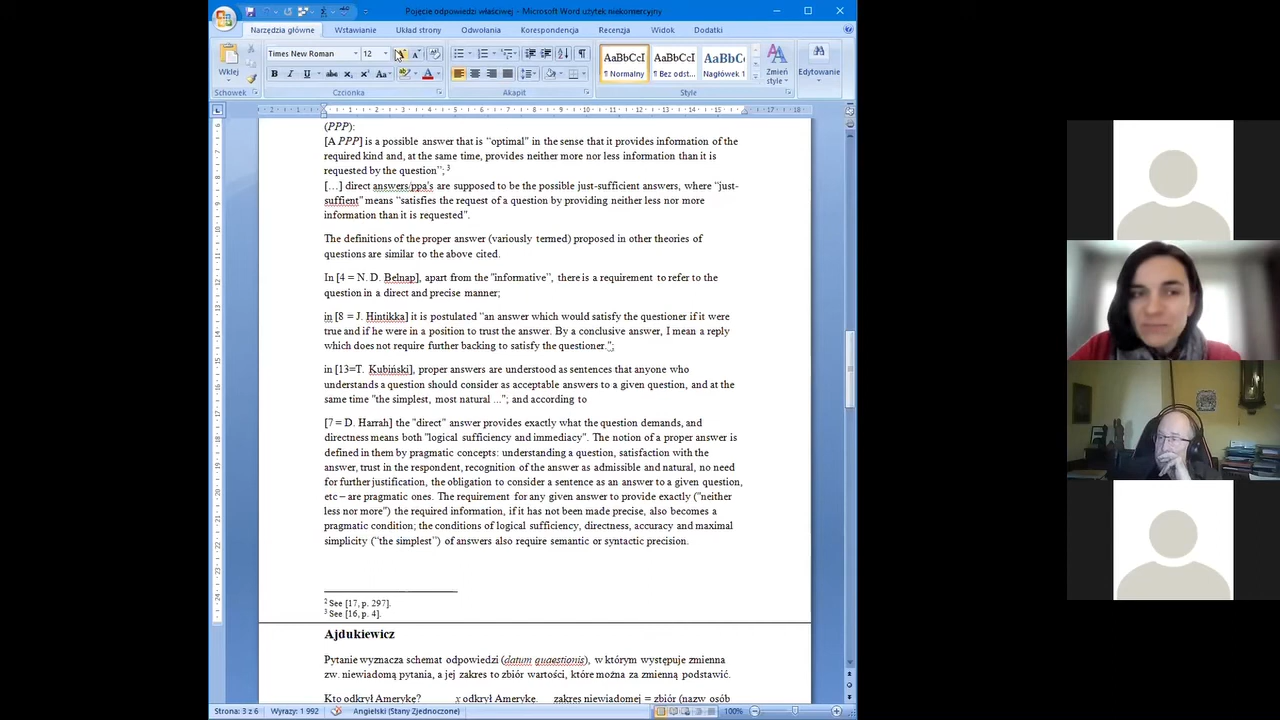 Pojęcie odpowiedzi właściwej - Microsoft Word użytek niekomercyjny
Narzędzia główne Wstawianie Układ strony Odwołania Korespondencja Recenzja Widok Dodatki
Times New Roman 12
AaBbCcI AaBbCcI AaBbC
Wklej
¶ Normalny ¶ Bez odst... Nagłówek 1
Zmień style
Edytowanie
Schowek Czcionka Akapit Style
(PPP):
[A PPP] is a possible answer that is “optimal” in the sense that it provides information of the
required kind and, at the same time, provides neither more nor less information than it is
requested by the question”; 3
[…] direct answers/ppa's are supposed to be the possible just-sufficient answers, where “just-
suffient” means “satisfies the request of a question by providing neither less nor more
information than it is requested”.
The definitions of the proper answer (variously termed) proposed in other theories of
questions are similar to the above cited.
In [4 = N. D. Belnap], apart from the "informative", there is a requirement to refer to the
question in a direct and precise manner;
in [8 = J. Hintikka] it is postulated “an answer which would satisfy the questioner if it were
true and if he were in a position to trust the answer. By a conclusive answer, I mean a reply
which does not require further backing to satisfy the questioner.”;
in [13=T. Kubiński], proper answers are understood as sentences that anyone who
understands a question should consider as acceptable answers to a given question, and at the
same time "the simplest, most natural ..."; and according to
[7 = D. Harrah] the "direct" answer provides exactly what the question demands, and
directness means both "logical sufficiency and immediacy". The notion of a proper answer is
defined in them by pragmatic concepts: understanding a question, satisfaction with the
answer, trust in the respondent, recognition of the answer as admissible and natural, no need
for further justification, the obligation to consider a sentence as an answer to a given question,
etc – are pragmatic ones. The requirement for any given answer to provide exactly (“neither
less nor more”) the required information, if it has not been made precise, also becomes a
pragmatic condition; the conditions of logical sufficiency, directness, accuracy and maximal
simplicity (“the simplest”) of answers also require semantic or syntactic precision.
2 See [17, p. 297].
3 See [16, p. 4].
Ajdukiewicz
Pytanie wyznacza schemat odpowiedzi (datum quaestionis), w którym występuje zmienna
zw. niewiadomą pytania, a jej zakres to zbiór wartości, które można za zmienną podstawić.
Kto odkrył Amerykę? x odkrył Amerykę. zakres niewiadomej = zbiór (nazw osób
Strona: 3 z 6 Wyrazy: 1 992 Angielski (Stany Zjednoczone) 100%